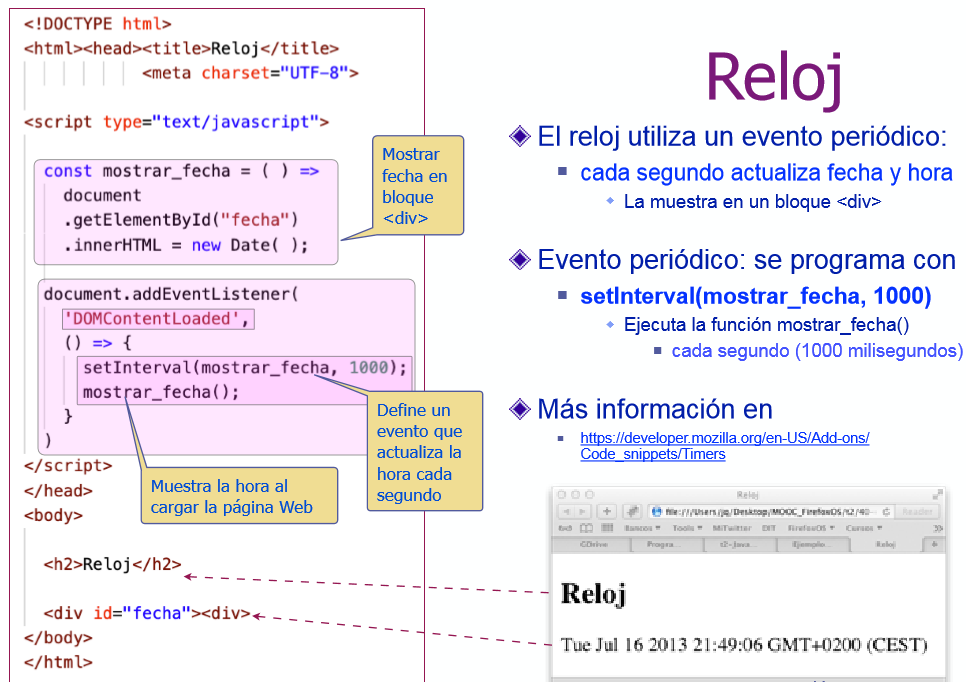 <!DOCTYPE html>
<html><head><title>Reloj</title>
<meta charset="UTF-8">
<script type="text/javascript">
const mostrar_fecha = ( ) =>
document
.getElementById("fecha")
.innerHTML = new Date( );
Mostrar
fecha en
bloque
<div>
document.addEventListener(
'DOMContentLoaded',
() => {
setInterval(mostrar_fecha, 1000);
mostrar_fecha();
}
)
Define un
evento que
actualiza la
hora cada
segundo
</script>
</head>
<body>
Muestra la hora al
cargar la página Web
<h2>Reloj</h2>
<div id="fecha"><div>
</body>
</html>
Reloj
El reloj utiliza un evento periódico:
cada segundo actualiza fecha y hora
La muestra en un bloque <div>
Evento periódico: se programa con
setInterval(mostrar_fecha, 1000)
Ejecuta la función mostrar_fecha()
cada segundo (1000 milisegundos)
Más información en
https://developer.mozilla.org/en-US/Add-ons/
Code_snippets/Timers
Reloj
file:///Users/jq/Desktop/MOOC_FirefoxOS/t2/40- Reader
Bancos Tools MiTwitter EIT FirefoxOS Cursos
GDrive Progra... t2-Java... Ejemplo... Reloj
Reloj
Tue Jul 16 2013 21:49:06 GMT+0200 (CEST)